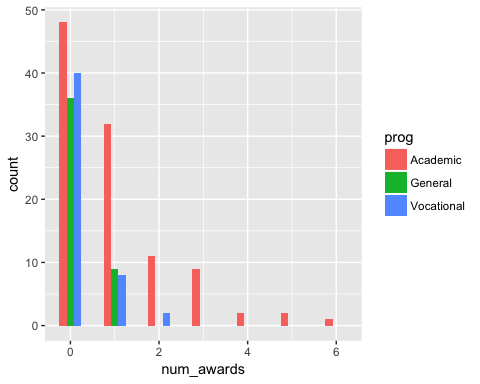 50
40
30
20
10
0
count
0 2 4 6
num_awards
prog
Academic
General
Vocational